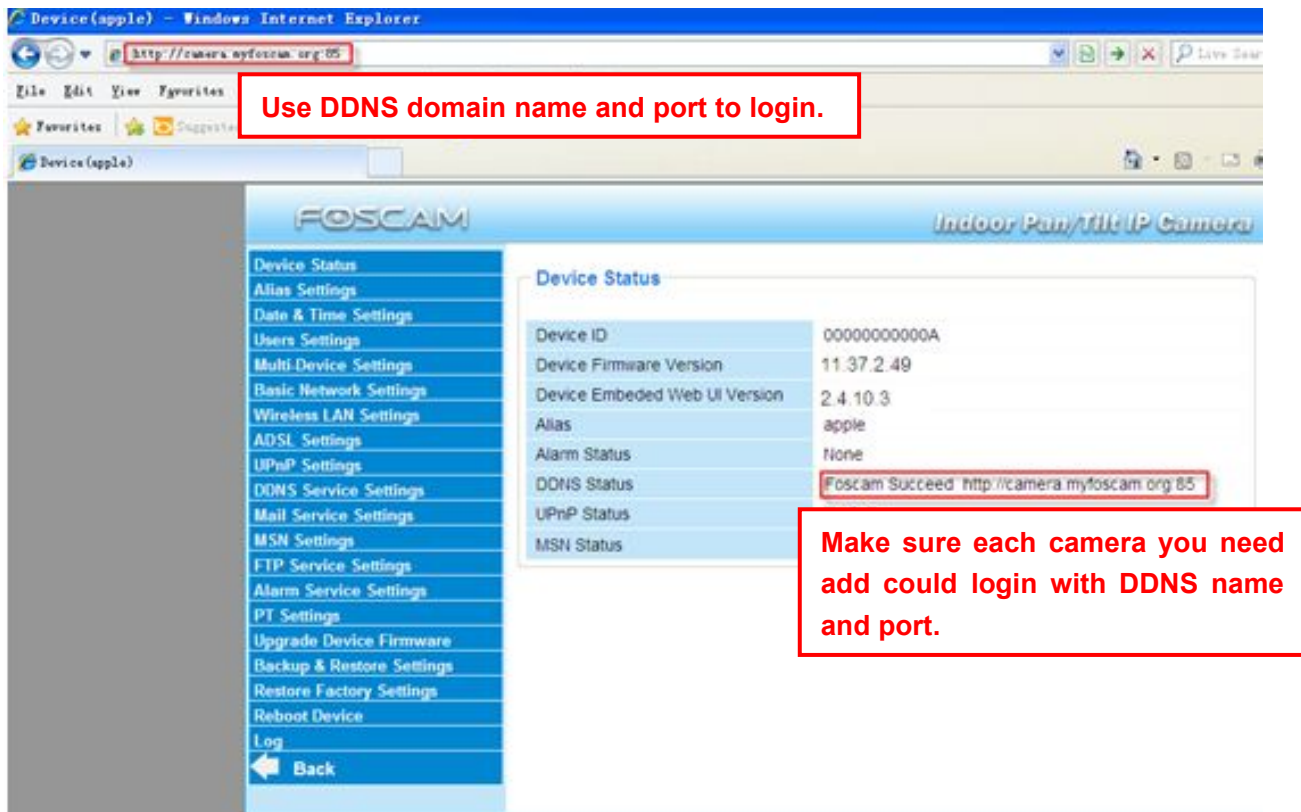 Device(apple) - Windows Internet Explorer
http://camera.myfoscam.org:85
Live Sear
File Edit View Favorites
Use DDNS domain name and port to login.
Favorites Suggested
Device(apple)
FOSCAM
Indoor Pan/Tilt IP Camera
Device Status
Alias Settings
Date & Time Settings
Users Settings
Multi-Device Settings
Basic Network Settings
Wireless LAN Settings
ADSL Settings
UPnP Settings
DDNS Service Settings
Mail Service Settings
MSN Settings
FTP Service Settings
Alarm Service Settings
PT Settings
Upgrade Device Firmware
Backup & Restore Settings
Restore Factory Settings
Reboot Device
Log
Back
Device Status
Device ID 00000000000A
Device Firmware Version 11.37.2.49
Device Embeded Web UI Version 2.4.10.3
Alias apple
Alarm Status None
DDNS Status Foscam Succeed http://camera.myfoscam.org:85
UPnP Status
MSN Status
Make sure each camera you need
add could login with DDNS name
and port.